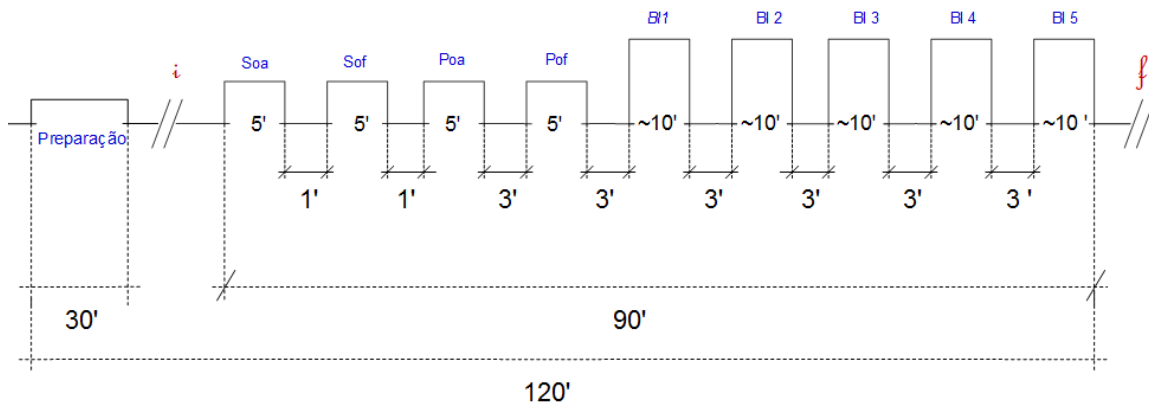 Bl1 Bl 2 Bl 3 Bl 4 Bl 5
Soa Sof Poa Pof
i f
Preparação 5' 5' 5' 5' ~10' ~10' ~10' ~10' ~10 '
1' 1' 3' 3' 3' 3' 3' 3 '
30' 90'
120'